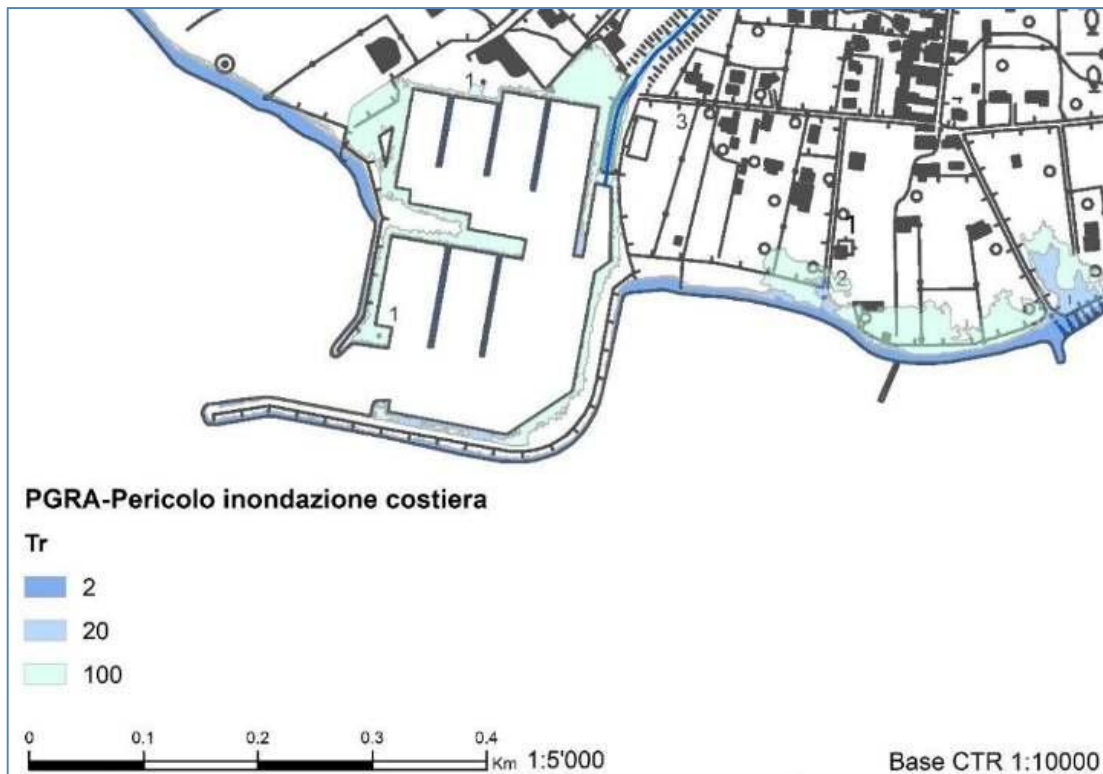 1
3
2
1
PGRA-Pericolo inondazione costiera
Tr
2
20
100
0 0.1 0.2 0.3 0.4
Km 1:5'000
Base CTR 1:10000